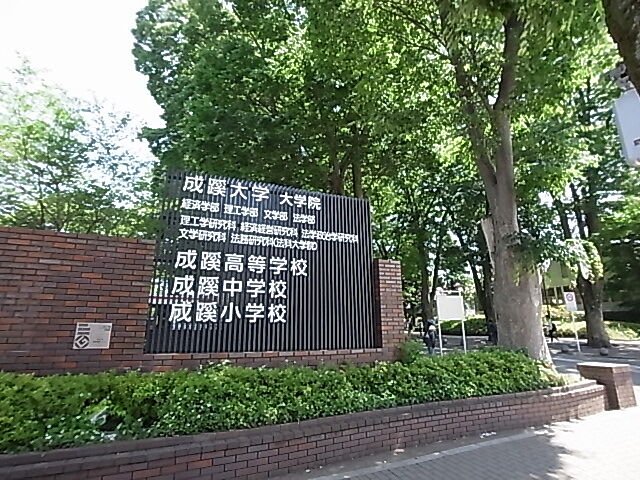 成蹊大学 大学院
経済学部 理工学部 文学部 法学部
理工学研究科 経済経営研究科 法学政治学研究科
文学研究科 法務研究科(法科大学院)
成蹊高等学校
成蹊中学校
成蹊小学校